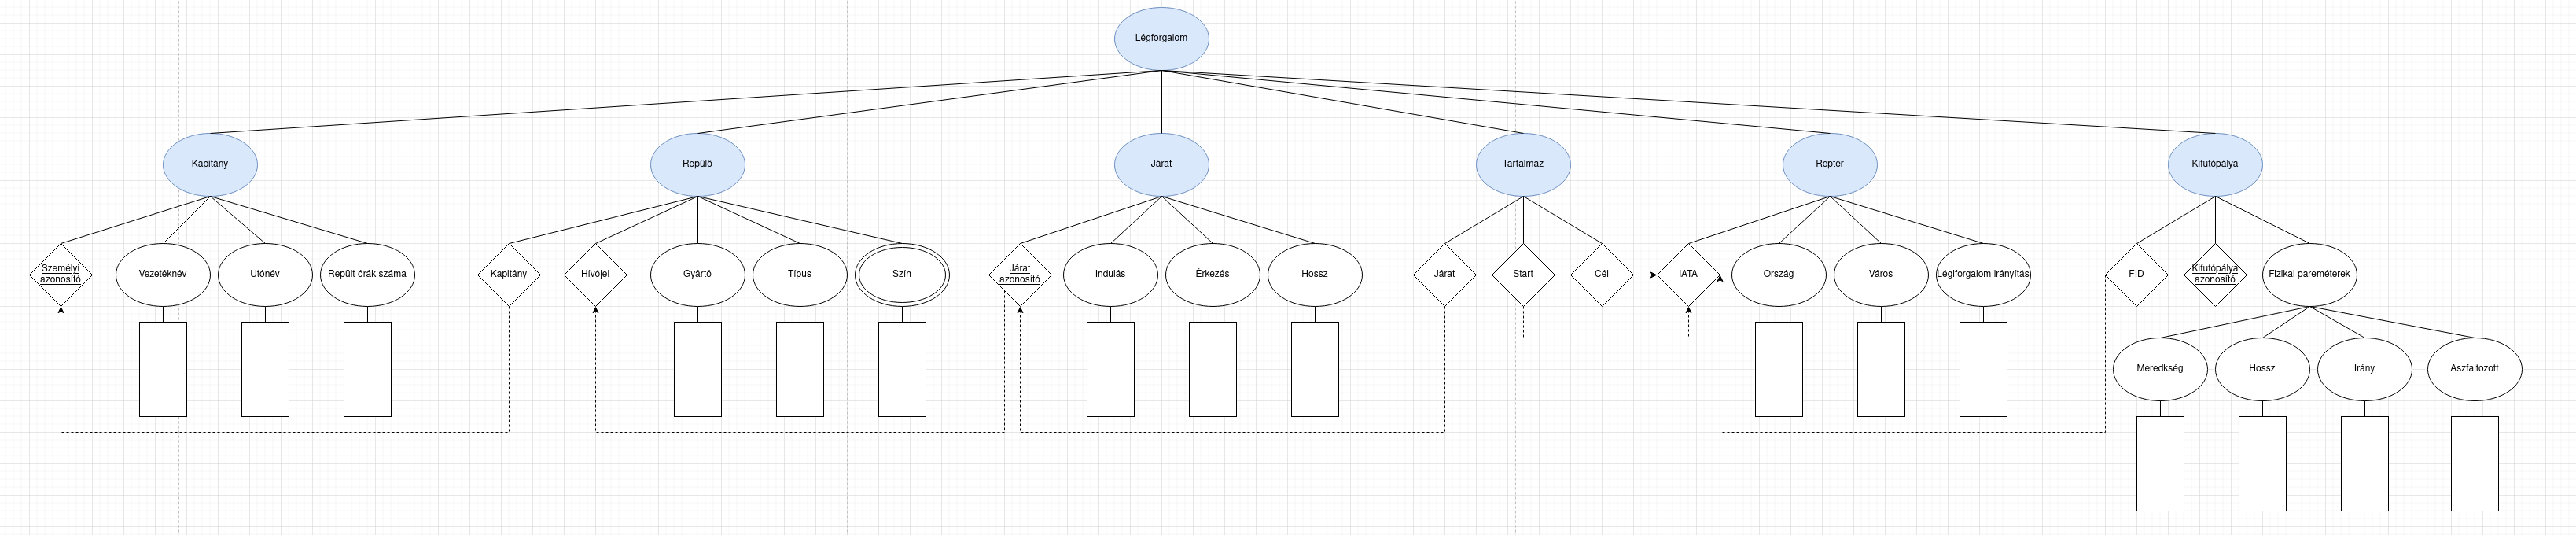 Légforgalom
Kapitány
Repülő
Járat
Tartalmaz
Reptér
Kifutópálya
Személyi
azonosító
Vezetéknév
Utónév
Repült órák száma
Kapitány
Hívójel
Gyártó
Típus
Szín
Járat
azonosító
Indulás
Érkezés
Hossz
Járat
Start
Cél
IATA
Ország
Város
Légiforgalom irányítás
FID
Kifutópálya
azonosító
Fizikai pareméterek
Meredkség
Hossz
Irány
Aszfaltozott